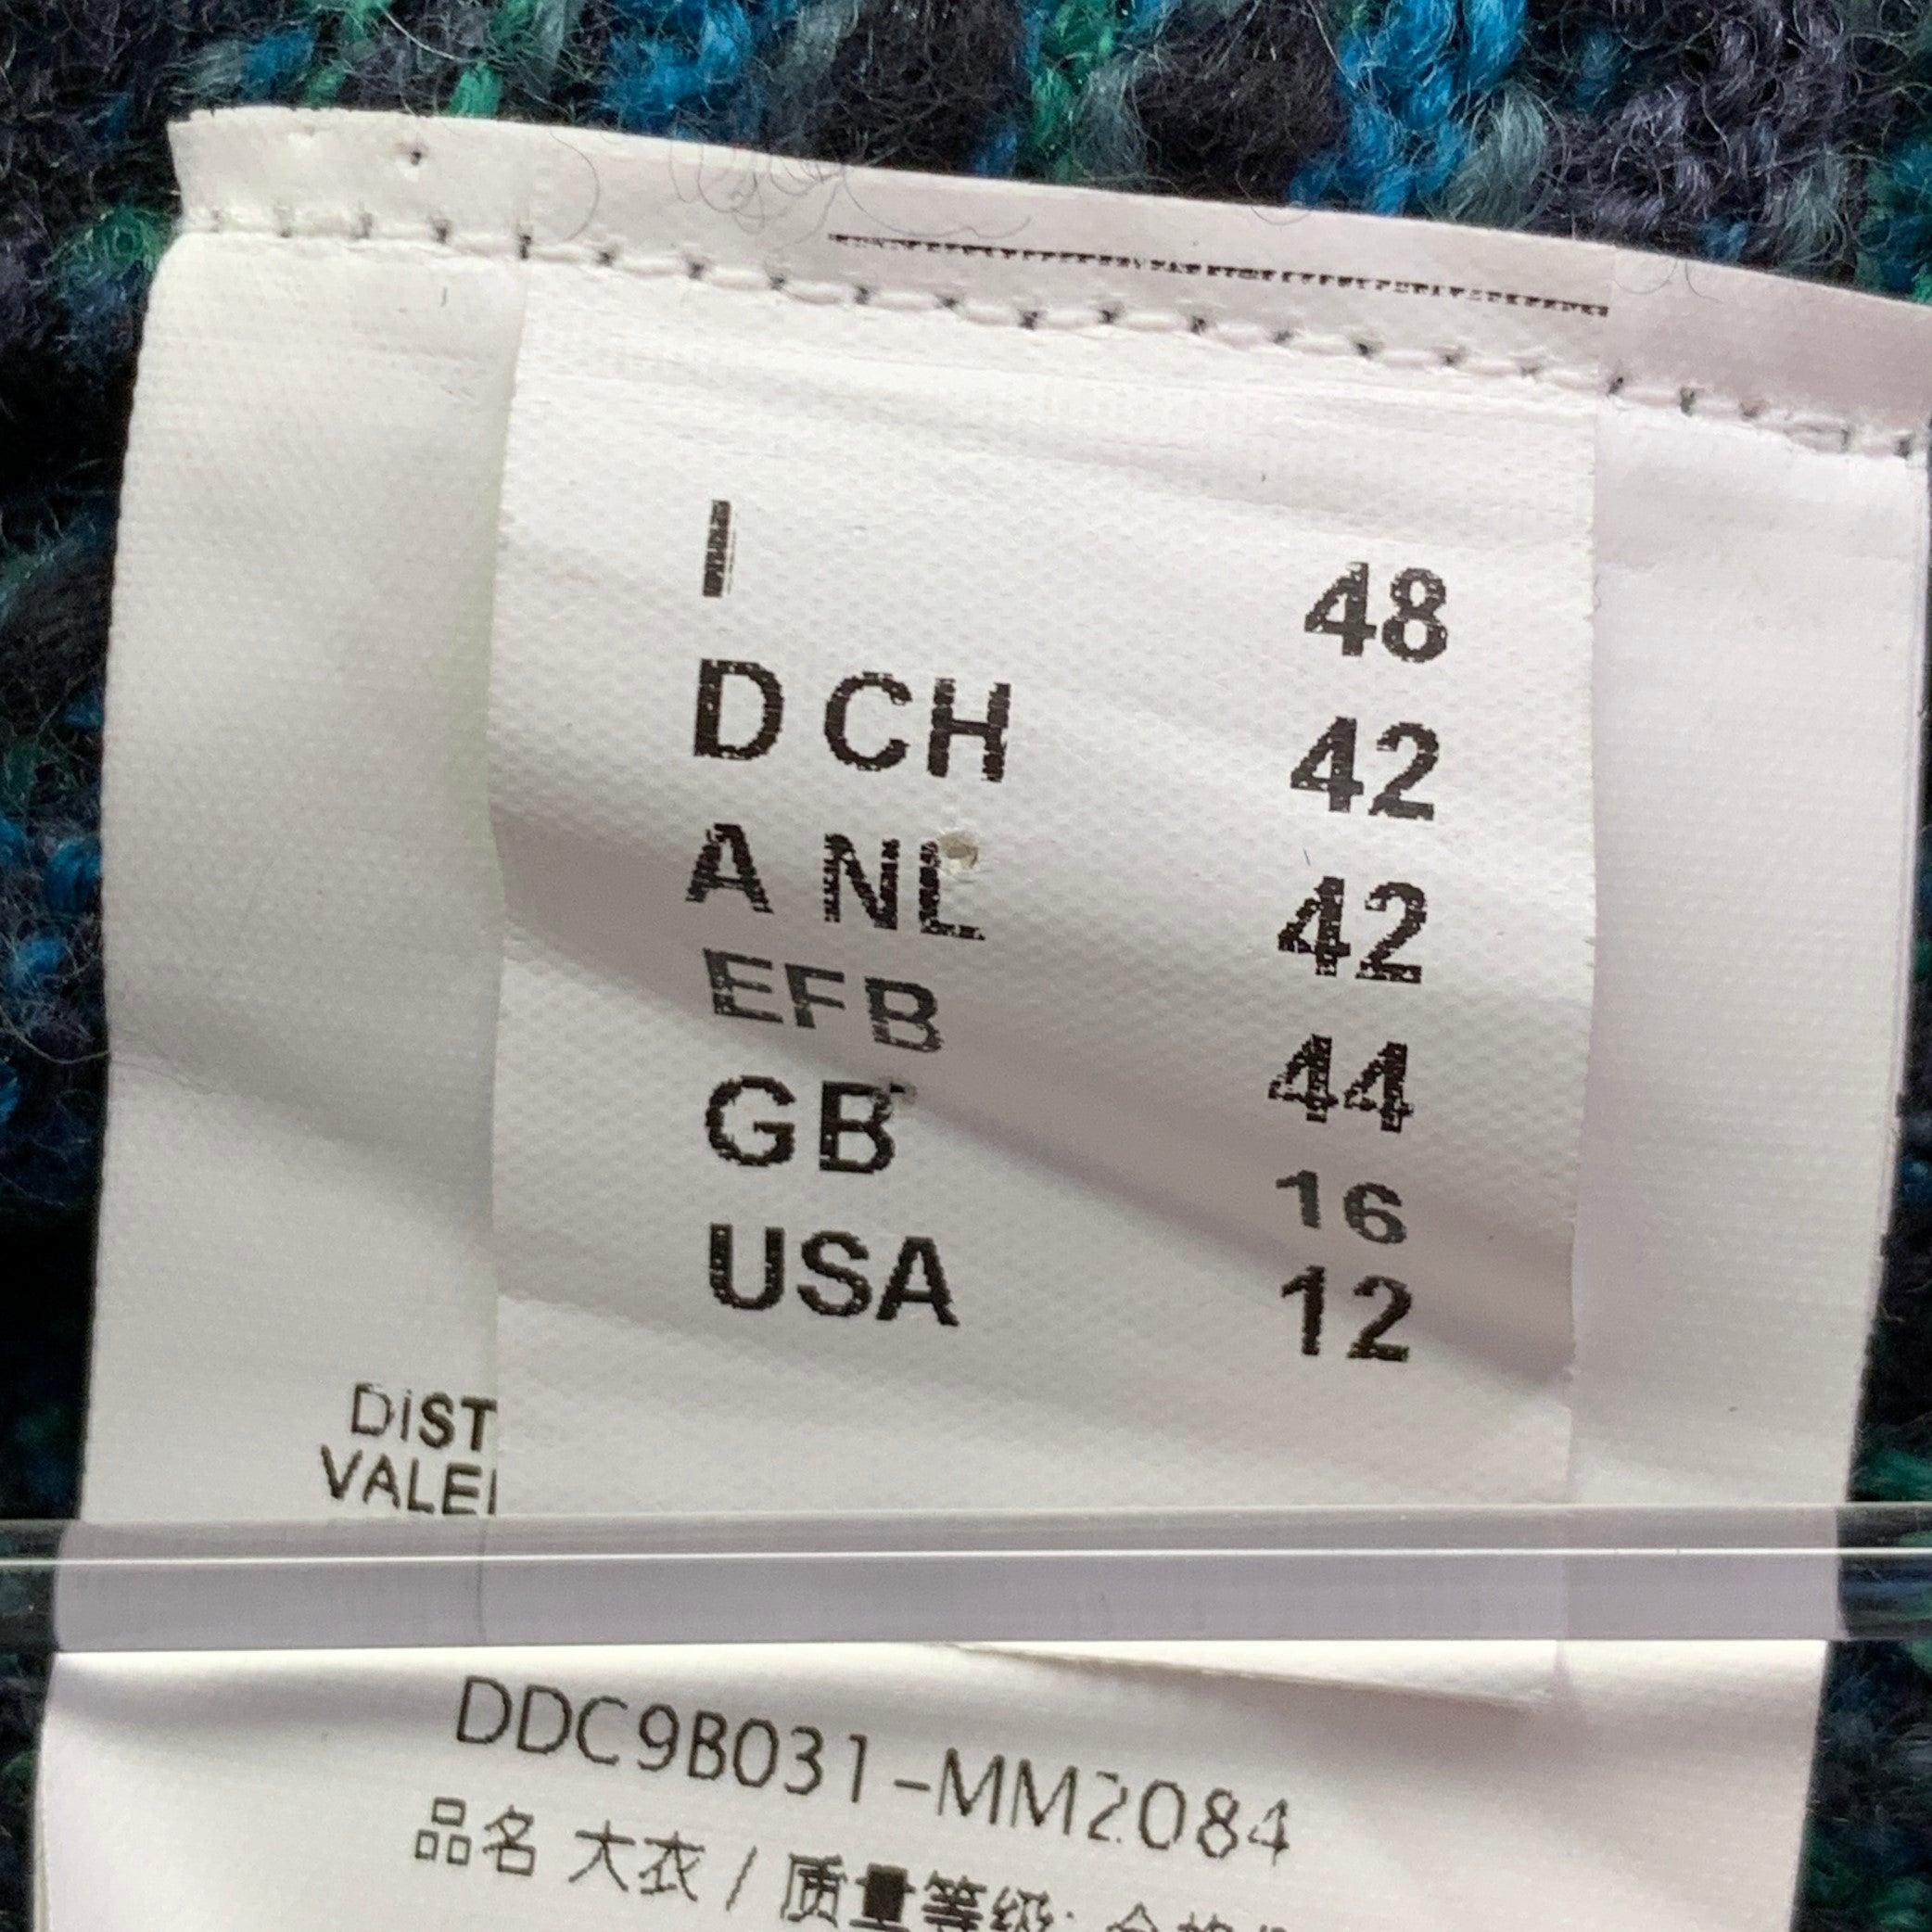 I 48
D CH 42
A NL 42
E F B 44
GB 16
USA 12
DiST
VALE
DDC9B031-MM2084
品名 大衣 / 质量等级: